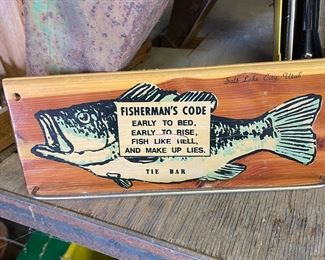 Salt Lake City, Utah
FISHERMAN'S CODE
EARLY TO BED,
EARLY TO RISE,
FISH LIKE HELL,
AND MAKE UP LIES.
TIE BAR